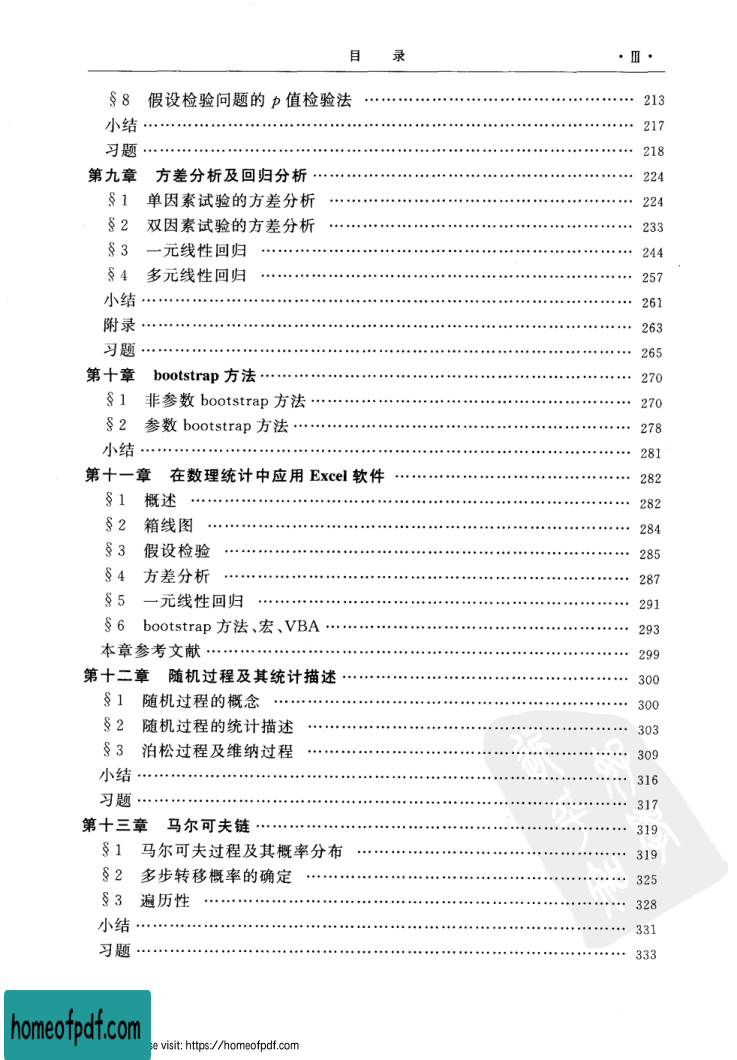 目 录 · Ⅲ ·
§8 假设检验问题的 p 值检验法 …… 213
小结 …… 217
习题 …… 218
第九章 方差分析及回归分析 …… 224
§1 单因素试验的方差分析 …… 224
§2 双因素试验的方差分析 …… 233
§3 一元线性回归 …… 244
§4 多元线性回归 …… 257
小结 …… 261
附录 …… 263
习题 …… 265
第十章 bootstrap 方法 …… 270
§1 非参数 bootstrap 方法 …… 270
§2 参数 bootstrap 方法 …… 278
小结 …… 281
第十一章 在数理统计中应用 Excel 软件 …… 282
§1 概述 …… 282
§2 箱线图 …… 284
§3 假设检验 …… 285
§4 方差分析 …… 287
§5 一元线性回归 …… 291
§6 bootstrap 方法、宏、VBA …… 293
本章参考文献 …… 299
第十二章 随机过程及其统计描述 …… 300
§1 随机过程的概念 …… 300
§2 随机过程的统计描述 …… 303
§3 泊松过程及维纳过程 …… 309
小结 …… 316
习题 …… 317
第十三章 马尔可夫链 …… 319
§1 马尔可夫过程及其概率分布 …… 319
§2 多步转移概率的确定 …… 325
§3 遍历性 …… 328
小结 …… 331
习题 …… 333
homeofpdf.com
se visit: https://homeofpdf.com